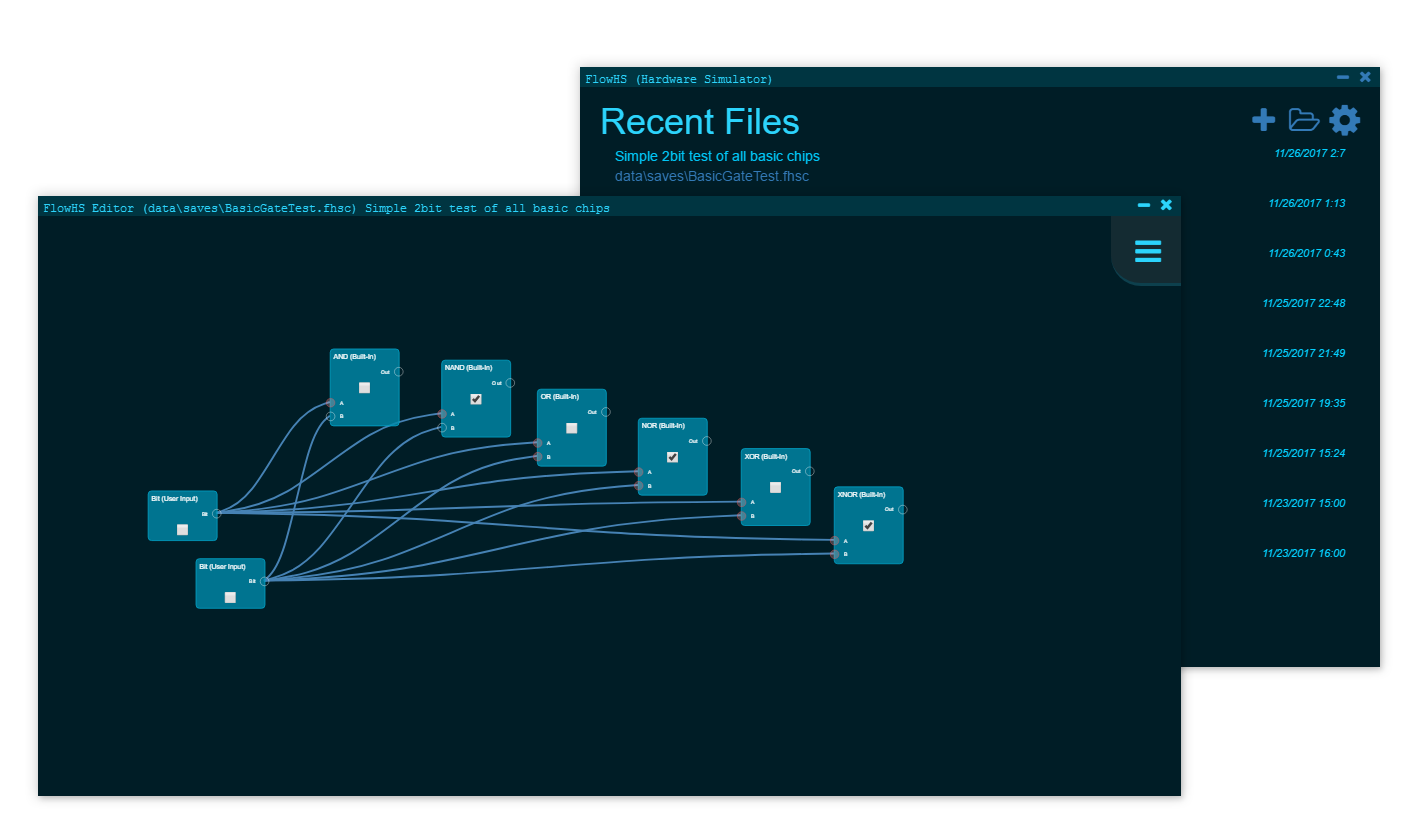 FlowHS (Hardware Simulator)
Recent Files
Simple 2bit test of all basic chips
11/26/2017 2:7
data\saves\BasicGateTest.fhsc
11/26/2017 1:13
11/26/2017 0:43
11/25/2017 22:48
11/25/2017 21:49
11/25/2017 19:35
11/25/2017 15:24
11/23/2017 15:00
11/23/2017 16:00
FlowHS Editor (data\saves\BasicGateTest.fhsc) Simple 2bit test of all basic chips
AND (Built-In)
Out
A
B
NAND (Built-In)
Out
A
B
OR (Built-In)
Out
A
B
NOR (Built-In)
Out
A
B
XOR (Built-In)
Out
A
B
XNOR (Built-In)
Out
A
B
Bit (User Input)
Bit
Bit (User Input)
Bit